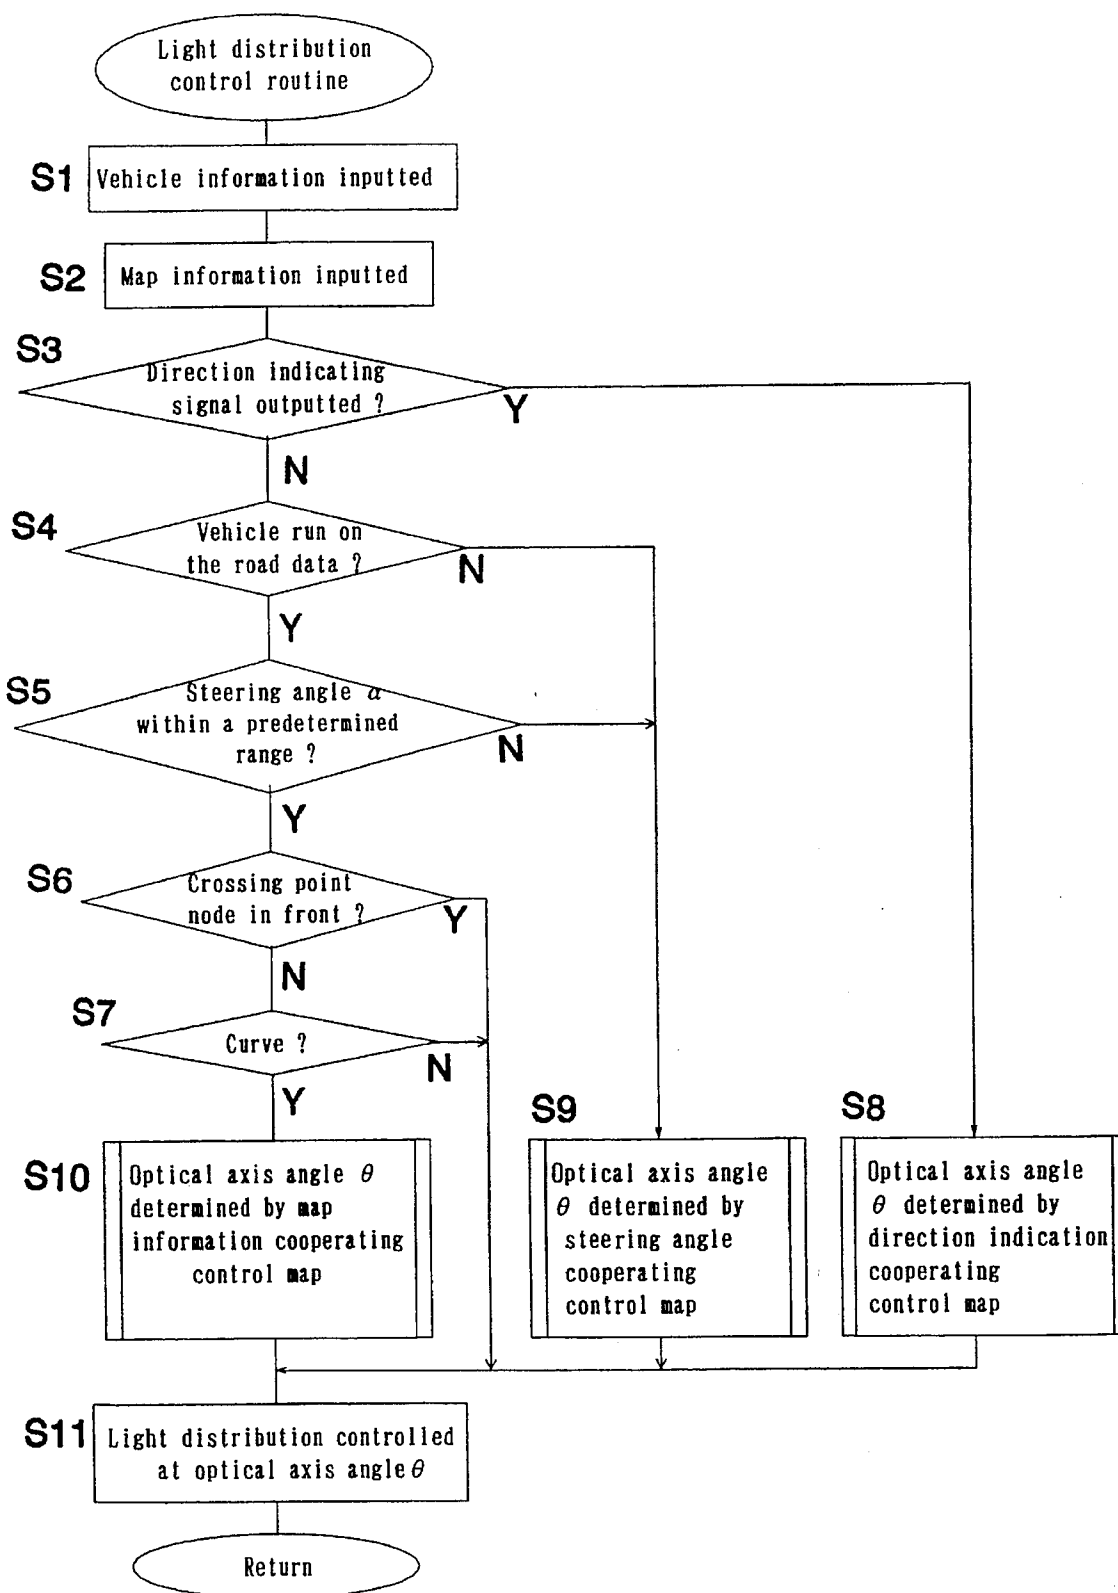 Light distribution
control routine
S1
Vehicle information inputted
S2
Map information inputted
S3
Direction indicating
signal outputted ?
Y
N
S4
Vehicle run on
the road data ?
N
Y
S5
Steering angle α
within a predetermined
range ?
N
Y
S6
Crossing point
node in front ?
Y
N
S7
Curve ?
N
Y
S10
Optical axis angle θ
determined by map
information cooperating
control map
S9
Optical axis angle
θ determined by
steering angle
cooperating
control map
S8
Optical axis angle
θ determined by
direction indication
cooperating
control map
S11
Light distribution controlled
at optical axis angle θ
Return